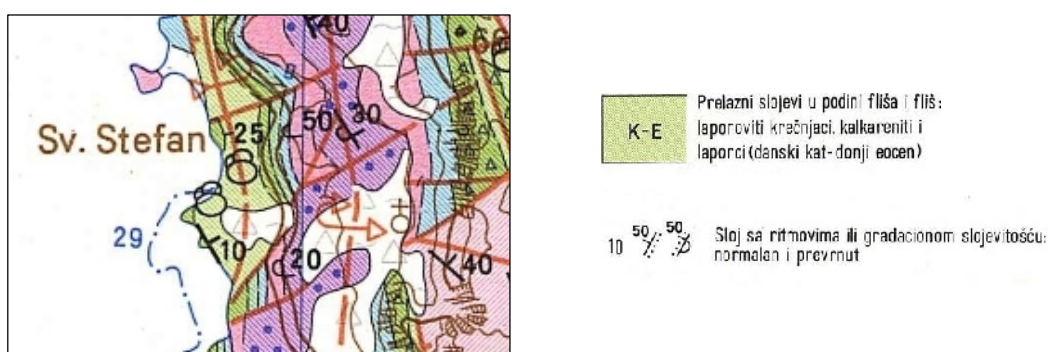 40
66
B
Sv. Stefan
25
50
30
29
10
20
40
K-E
Prelazni slojevi u podini fliša i fliš:
laporoviti krečnjaci, kalkareniti i
laporci (danski kat-donji eocen)
10 50 50 Sloj sa ritmovima ili gradacionom slojevitošću:
normalan i prevrnut